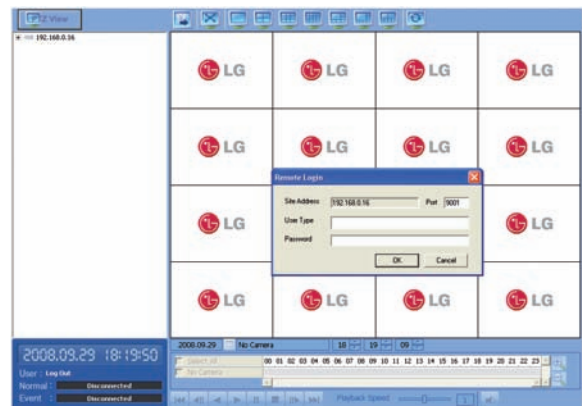 PTZ View
192.168.0.16
LG LG LG LG
LG LG LG LG
LG LG LG LG
LG LG LG LG
Remote Login
Site Address 192.168.0.16 Port 9001
User Type
Password
OK Cancel
2008.09.29 No Camera 18 19 09
2008.09.29 18:19:50
Select All 00 01 02 03 04 05 06 07 08 09 10 11 12 13 14 15 16 17 18 19 20 21 22 23
No Camera
User : Log Out
Normal : Disconnected
Event : Disconnected
Playback Speed 1